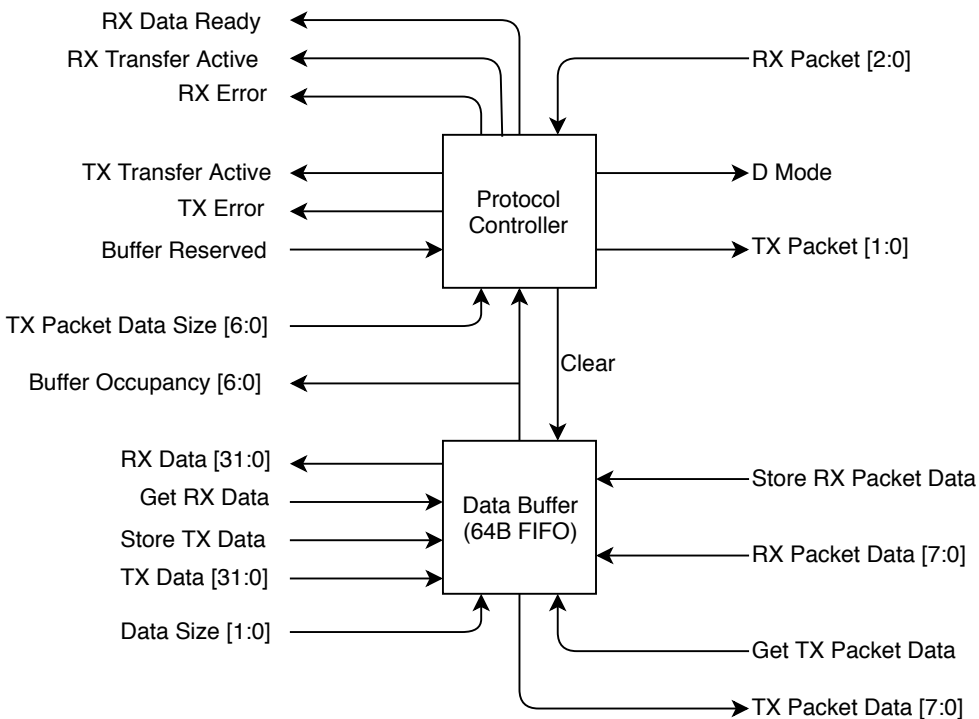 RX Data Ready
RX Transfer Active
RX Packet [2:0]
RX Error
TX Transfer Active
D Mode
Protocol
Controller
TX Error
Buffer Reserved
TX Packet [1:0]
TX Packet Data Size [6:0]
Clear
Buffer Occupancy [6:0]
RX Data [31:0]
Store RX Packet Data
Get RX Data
Data Buffer
(64B FIFO)
Store TX Data
RX Packet Data [7:0]
TX Data [31:0]
Data Size [1:0]
Get TX Packet Data
TX Packet Data [7:0]